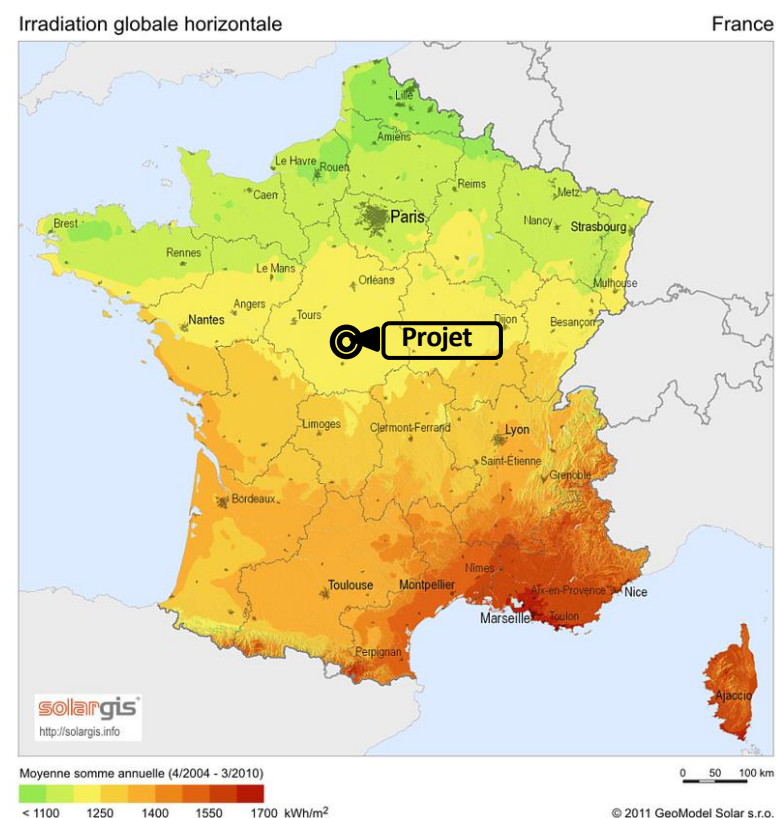 Irradiation globale horizontale
France
Lille
Amiens
Le Havre
Rouen
Caen
Reims
Metz
Paris
Brest
Nancy
Strasbourg
Rennes
Le Mans
Orléans
Mulhouse
Angers
Nantes
Tours
Dijon
Besançon
Projet
Limoges
Clermont-Ferrand
Lyon
Saint-Étienne
Grenoble
Bordeaux
Nîmes
Toulouse
Montpellier
Aix-en-Provence
Nice
Marseille
Toulon
Perpignan
Ajaccio
solargis
http://solargis.info
Moyenne somme annuelle (4/2004 - 3/2010)
0 50 100 km
< 1100 1250 1400 1550 1700 kWh/m²
© 2011 GeoModel Solar s.r.o.